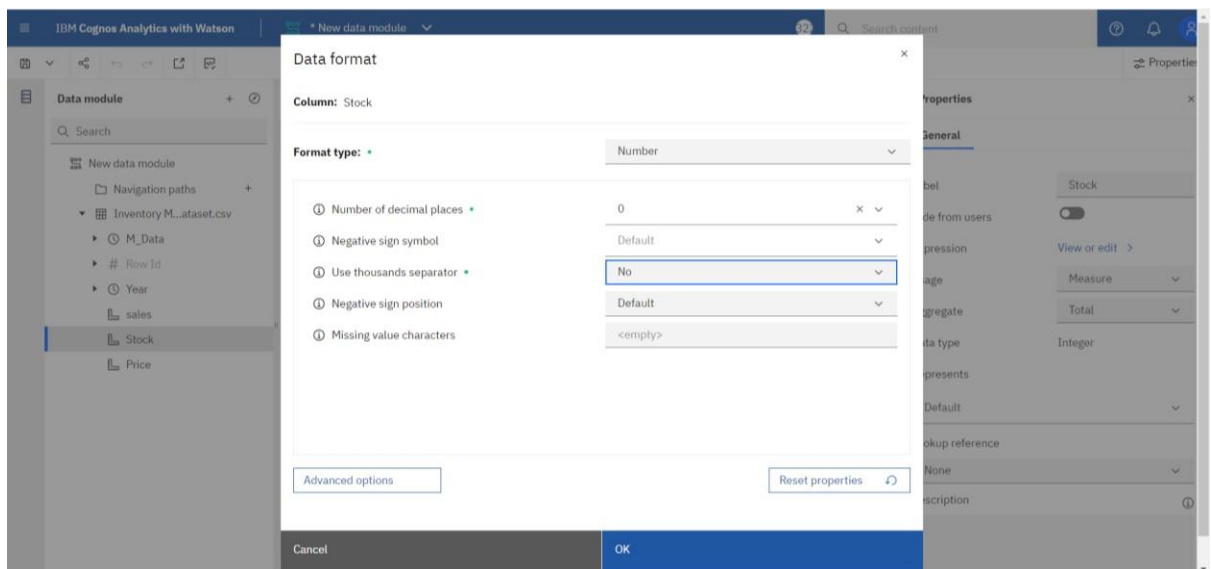 IBM Cognos Analytics with Watson
* New data module
Search content
Data format
Properties
Data module
Column: Stock
Properties
Search
General
Format type:
Number
New data module
Navigation paths
bel
Stock
Inventory M...ataset.csv
Number of decimal places
0
de from users
M_Data
Negative sign symbol
Default
pression
View or edit
# Row Id
Use thousands separator
No
age
Measure
Year
Negative sign position
Default
gregate
Total
sales
Missing value characters
<empty>
Stock
ta type
Integer
Price
presents
Default
okup reference
None
Advanced options
Reset properties
scription
Cancel
OK